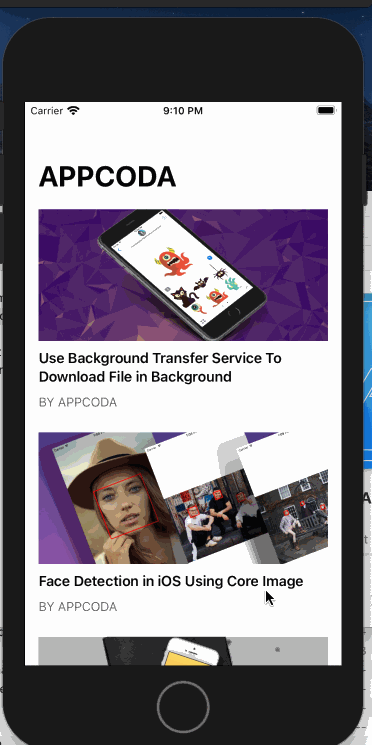 Carrier 9:10 PM
APPCODA
Use Background Transfer Service To
Download File in Background
BY APPCODA
Face Detection in iOS Using Core Image
BY APPCODA